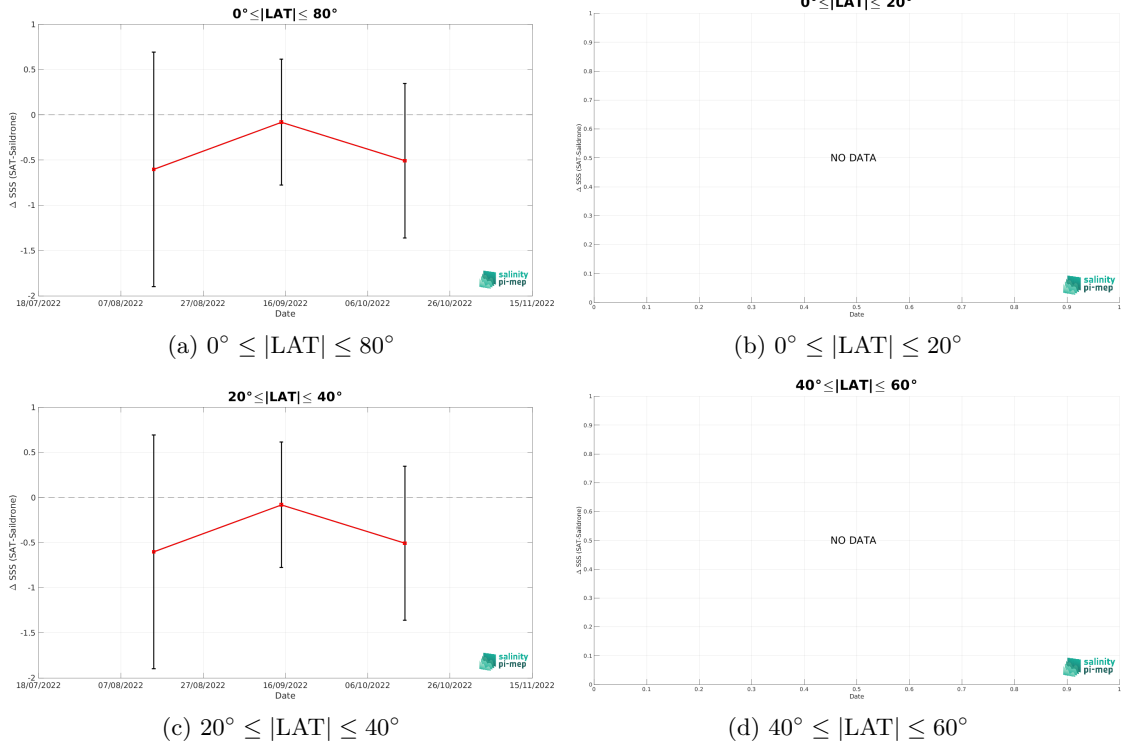 0°≤|LAT|≤ 80°
1
0.5
0
-0.5
-1
-1.5
-2
Δ SSS (SAT-Saildrone)
18/07/2022 07/08/2022 27/08/2022 16/09/2022 06/10/2022 26/10/2022 15/11/2022
Date
salinity
pi-mep
(a) 0° ≤ |LAT| ≤ 80°
0°≤|LAT|≤ 20°
1
0.9
0.8
0.7
0.6
0.5
0.4
0.3
0.2
0.1
0
Δ SSS (SAT-Saildrone)
NO DATA
0 0.1 0.2 0.3 0.4 0.5 0.6 0.7 0.8 0.9 1
Date
salinity
pi-mep
(b) 0° ≤ |LAT| ≤ 20°
20°≤|LAT|≤ 40°
1
0.5
0
-0.5
-1
-1.5
-2
Δ SSS (SAT-Saildrone)
18/07/2022 07/08/2022 27/08/2022 16/09/2022 06/10/2022 26/10/2022 15/11/2022
Date
salinity
pi-mep
(c) 20° ≤ |LAT| ≤ 40°
40°≤|LAT|≤ 60°
1
0.9
0.8
0.7
0.6
0.5
0.4
0.3
0.2
0.1
0
Δ SSS (SAT-Saildrone)
NO DATA
0 0.1 0.2 0.3 0.4 0.5 0.6 0.7 0.8 0.9 1
Date
salinity
pi-mep
(d) 40° ≤ |LAT| ≤ 60°